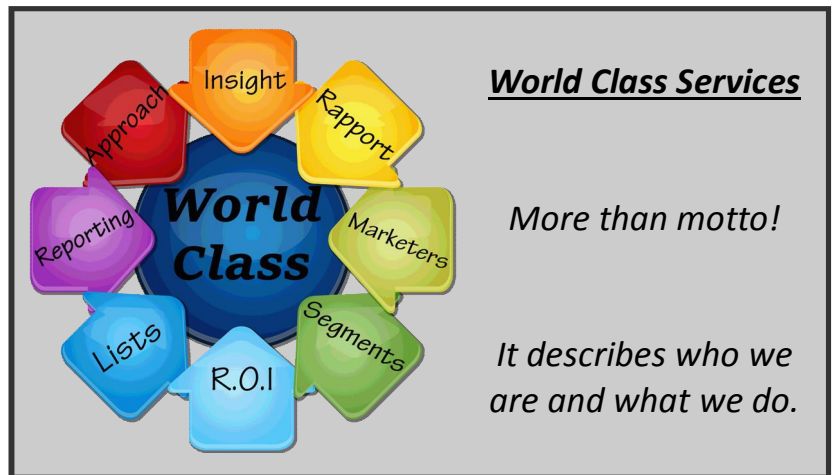 Insight
Rapport
Marketers
Segments
R.O.I
Lists
Reporting
Approach
World
Class
World Class Services
More than motto!
It describes who we
are and what we do.